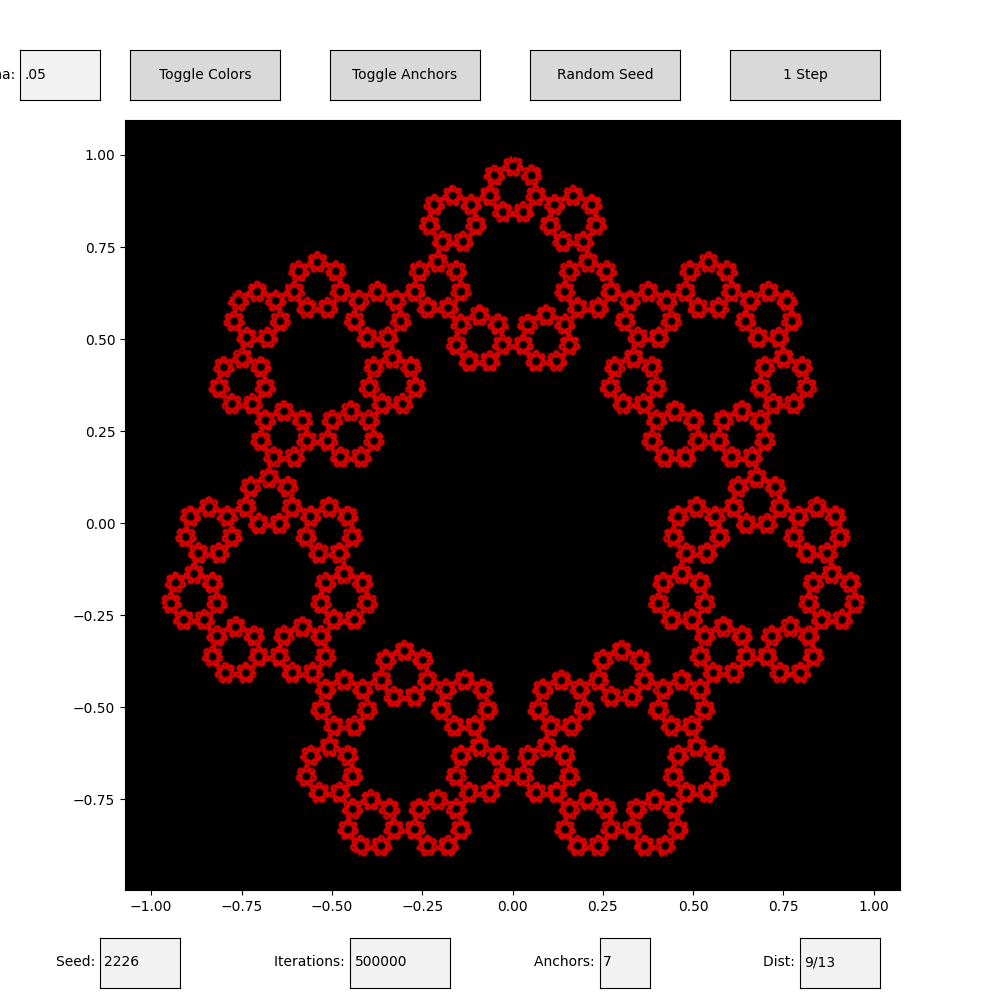 a: .05 Toggle Colors Toggle Anchors Random Seed 1 Step
1.00
0.75
0.50
0.25
0.00
−0.25
−0.50
−0.75
−1.00 −0.75 −0.50 −0.25 0.00 0.25 0.50 0.75 1.00
Seed: 2226 Iterations: 500000 Anchors: 7 Dist: 9/13